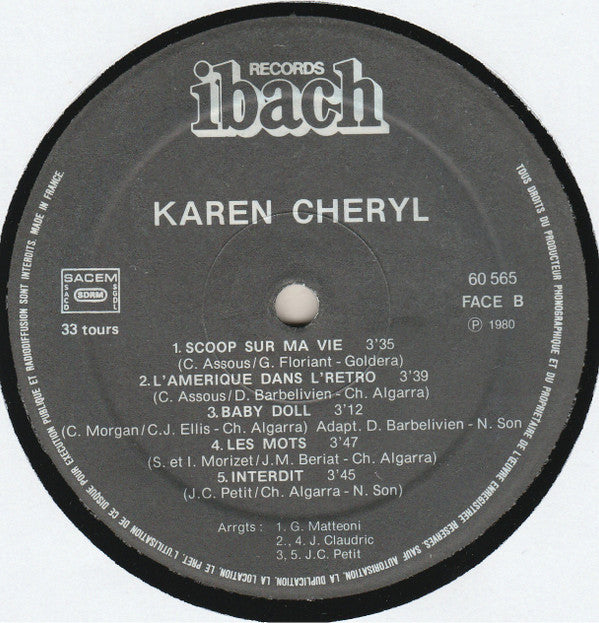 RECORDS
ibach
KAREN CHERYL
SACEM
SACD
SDRM
SGDL
33 tours
60 565
FACE B
Ⓟ 1980
1. SCOOP SUR MA VIE 3'35
(C. Assous/G. Floriant-Goldera)
2. L'AMERIQUE DANS L'RETRO 3'39
(C. Assous/D. Barbelivien-Ch. Algarra)
3. BABY DOLL 3'12
(C. Morgan/C.J. Ellis - Ch. Algarra) Adapt. D. Barbelivien - N. Son
4. LES MOTS 3'47
(S. et I. Morizet/J.M. Beriat - Ch. Algarra)
5. INTERDIT 3'45
(J.C. Petit/Ch. Algarra - N. Son)
Arrgts : 1. G. Matteoni
2., 4. J. Claudric
3, 5. J.C. Petit
TOUS DROITS DU PRODUCTEUR PHONOGRAPHIQUE ET DU PROPRIETAIRE DE L'ŒUVRE ENREGISTREE RESERVES. SAUF AUTORISATION, LA DUPLICATION, LA LOCATION, LE PRET, L'UTILISATION DE CE DISQUE POUR EXECUTION PUBLIQUE ET RADIODIFFUSION SONT INTERDITS. MADE IN FRANCE.